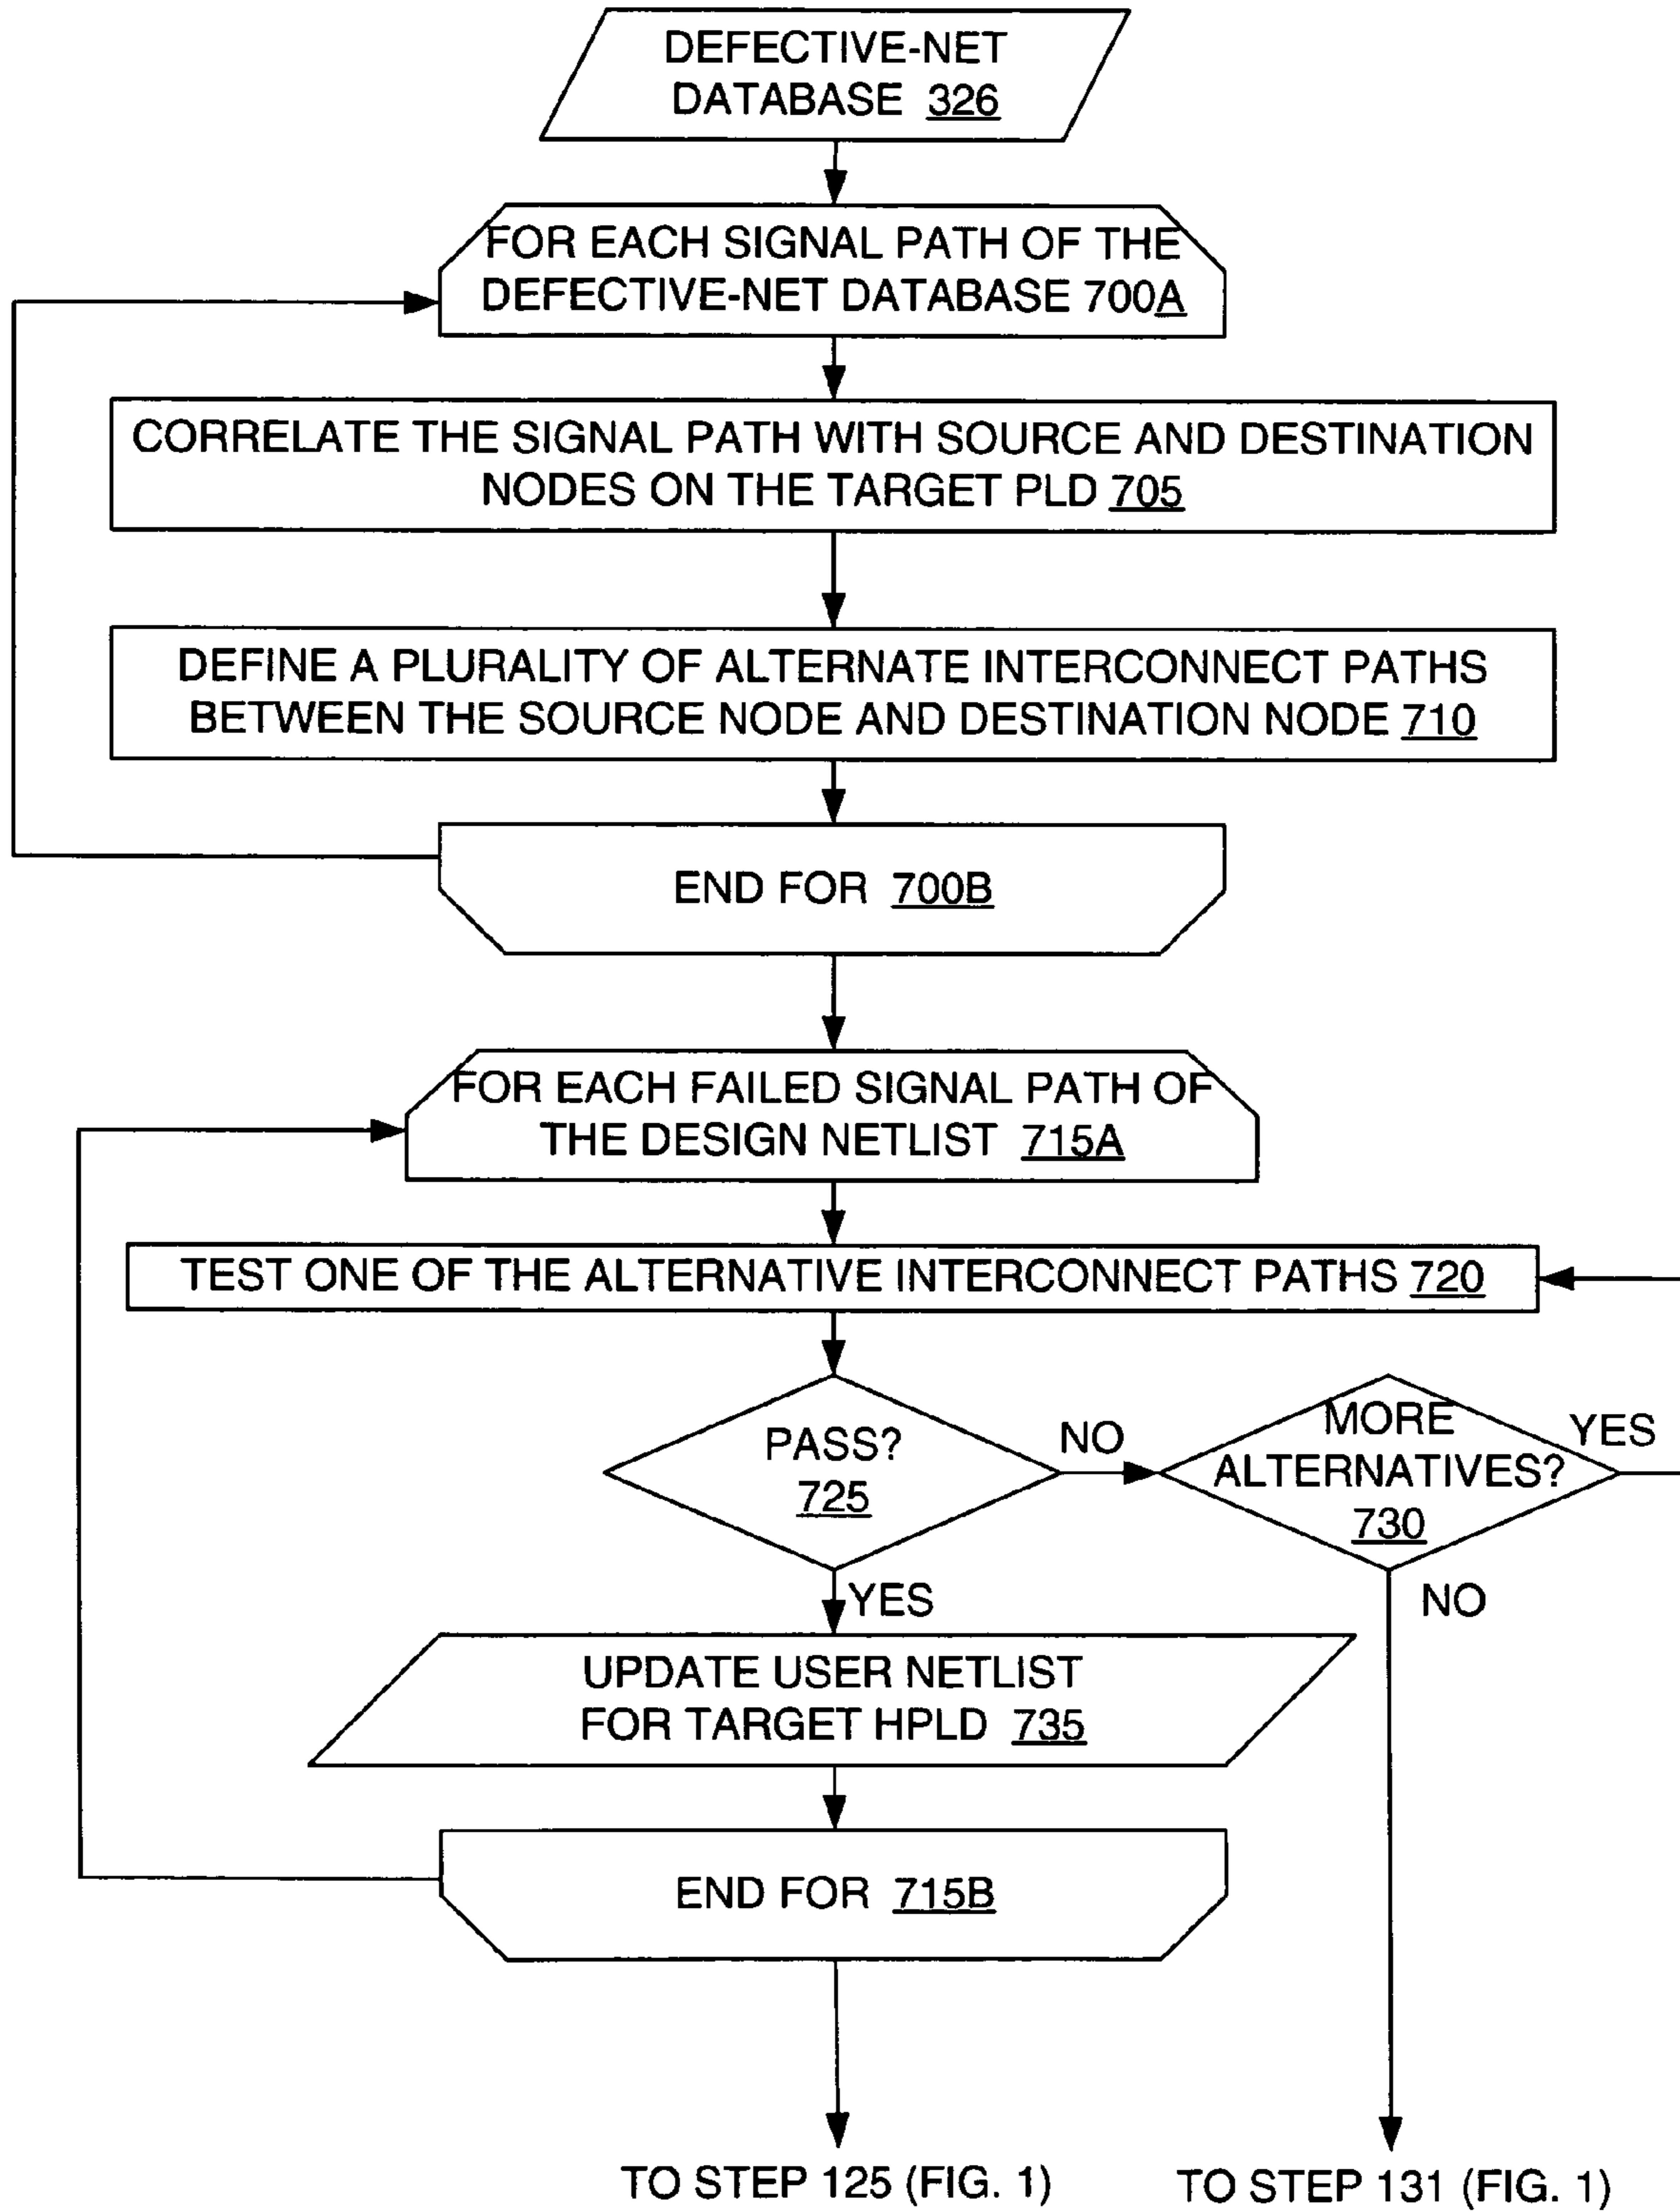 DEFECTIVE-NET
DATABASE 326
FOR EACH SIGNAL PATH OF THE
DEFECTIVE-NET DATABASE 700A
CORRELATE THE SIGNAL PATH WITH SOURCE AND DESTINATION
NODES ON THE TARGET PLD 705
DEFINE A PLURALITY OF ALTERNATE INTERCONNECT PATHS
BETWEEN THE SOURCE NODE AND DESTINATION NODE 710
END FOR 700B
FOR EACH FAILED SIGNAL PATH OF
THE DESIGN NETLIST 715A
TEST ONE OF THE ALTERNATIVE INTERCONNECT PATHS 720
PASS?
725
NO
MORE
ALTERNATIVES?
730
YES
YES
NO
UPDATE USER NETLIST
FOR TARGET HPLD 735
END FOR 715B
TO STEP 125 (FIG. 1)
TO STEP 131 (FIG. 1)